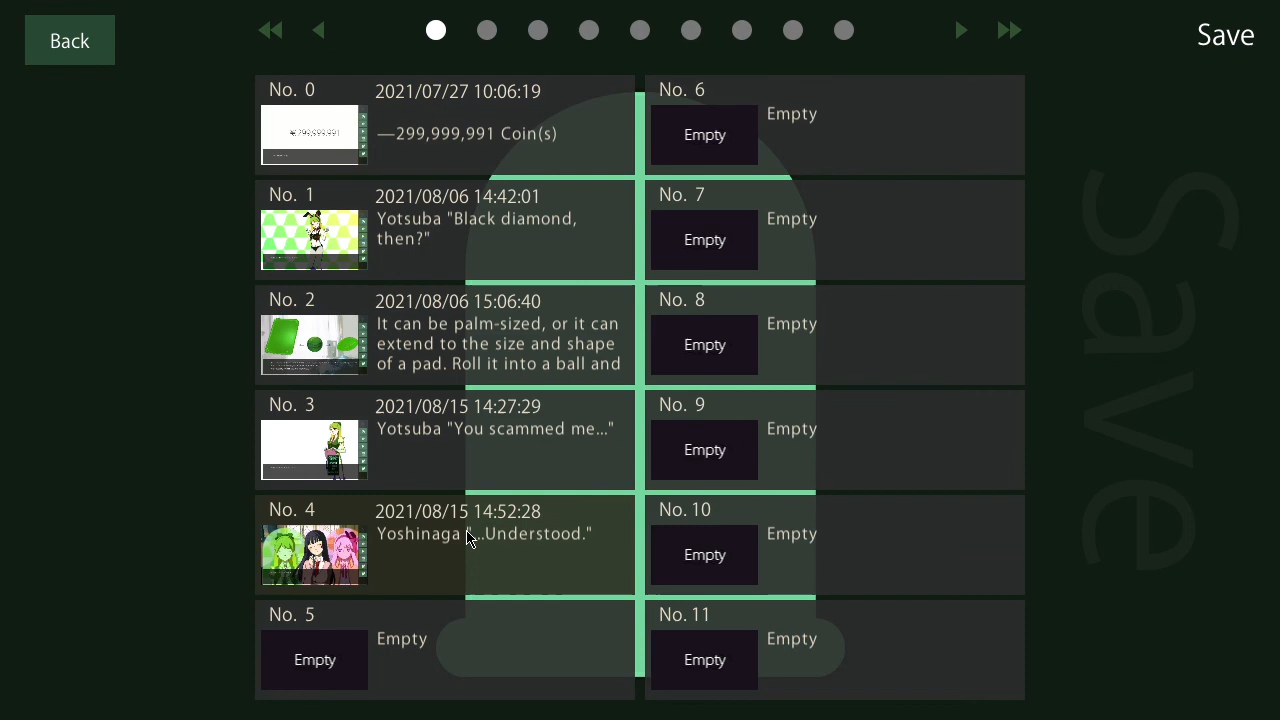 Back
Save
No. 0
2021/07/27 10:06:19
—299,999,991 Coin(s)
No. 1
2021/08/06 14:42:01
Yotsuba "Black diamond,
then?"
No. 2
2021/08/06 15:06:40
It can be palm-sized, or it can
extend to the size and shape
of a pad. Roll it into a ball and
No. 3
2021/08/15 14:27:29
Yotsuba "You scammed me..."
No. 4
2021/08/15 14:52:28
Yoshinaga "...Understood."
No. 5
Empty
Empty
No. 6
Empty
Empty
No. 7
Empty
Empty
No. 8
Empty
Empty
No. 9
Empty
Empty
No. 10
Empty
Empty
No. 11
Empty
Empty
Save